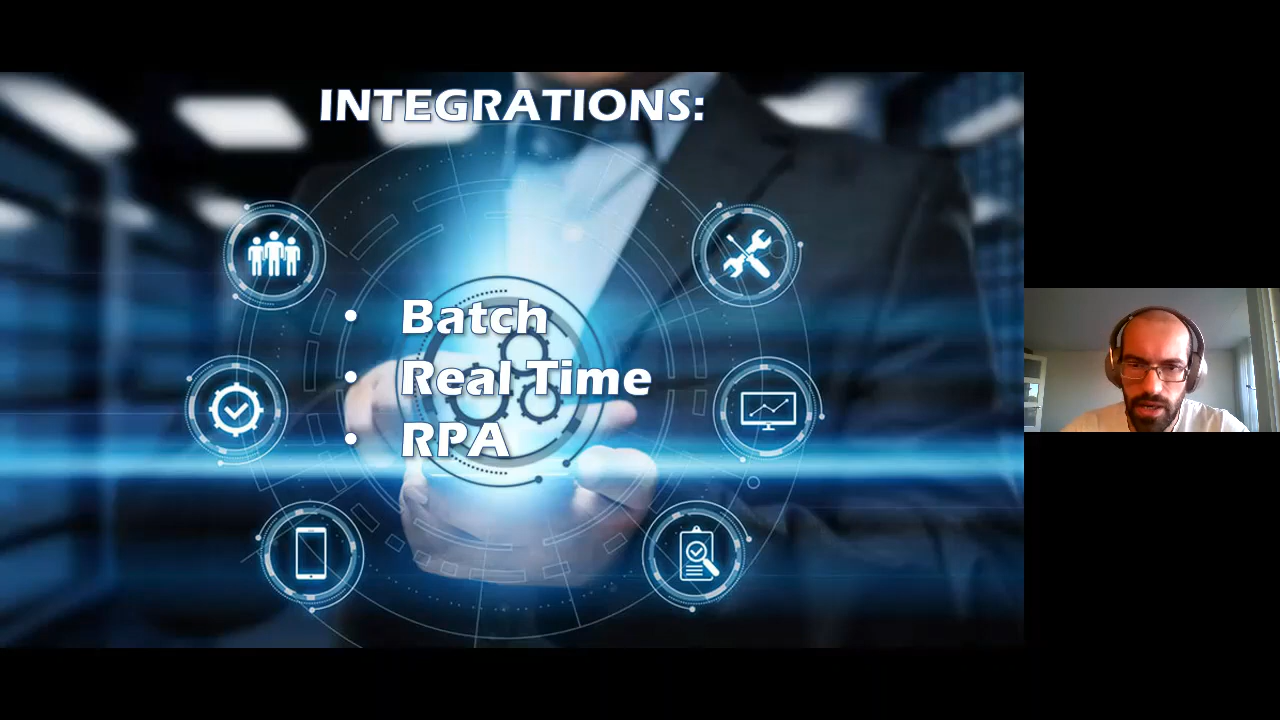 INTEGRATIONS:
• Batch
• Real Time
• RPA